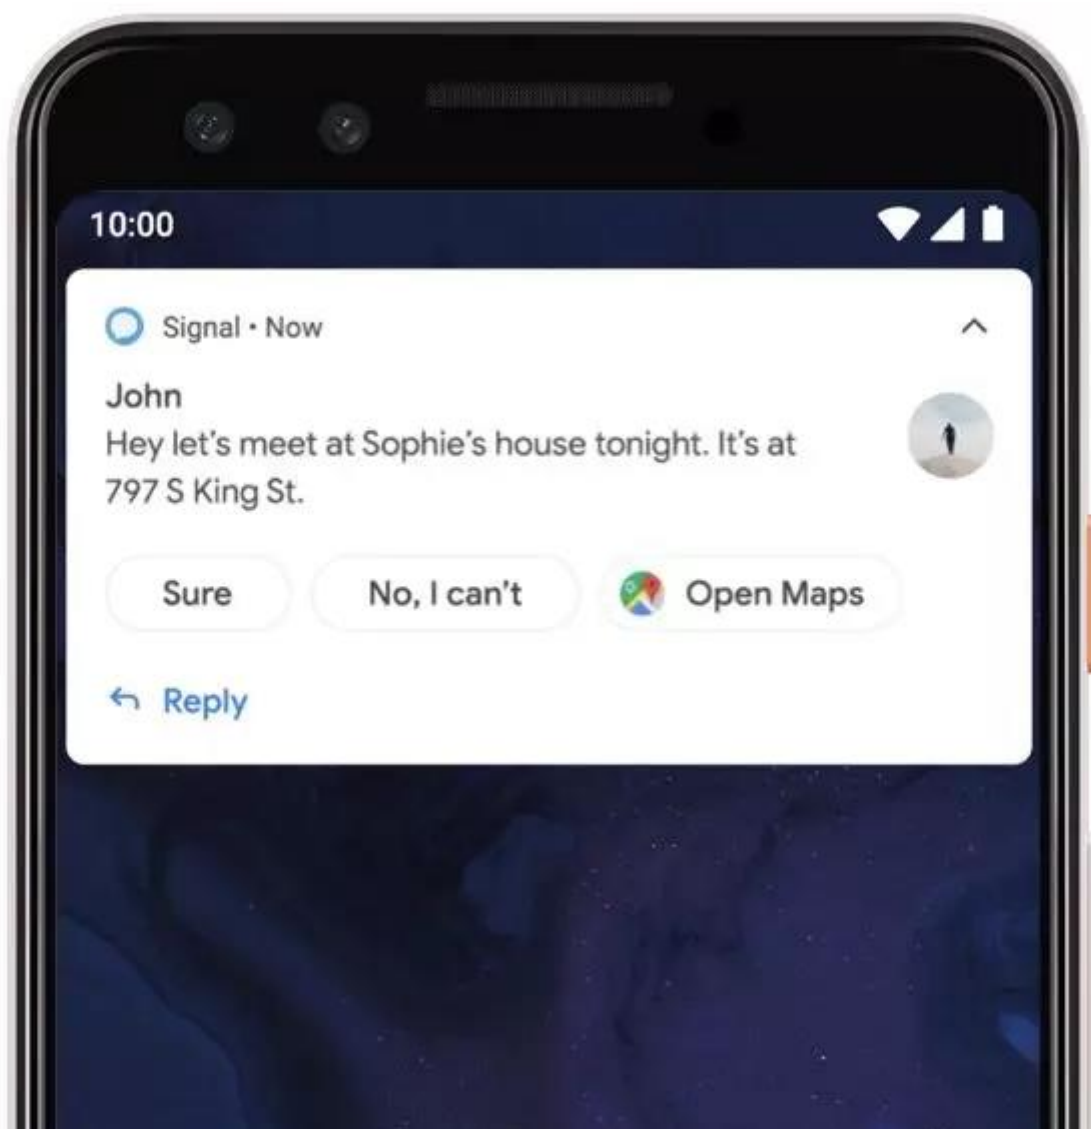 10:00
Signal • Now
John
Hey let's meet at Sophie's house tonight. It's at
797 S King St.
Sure
No, I can't
Open Maps
Reply